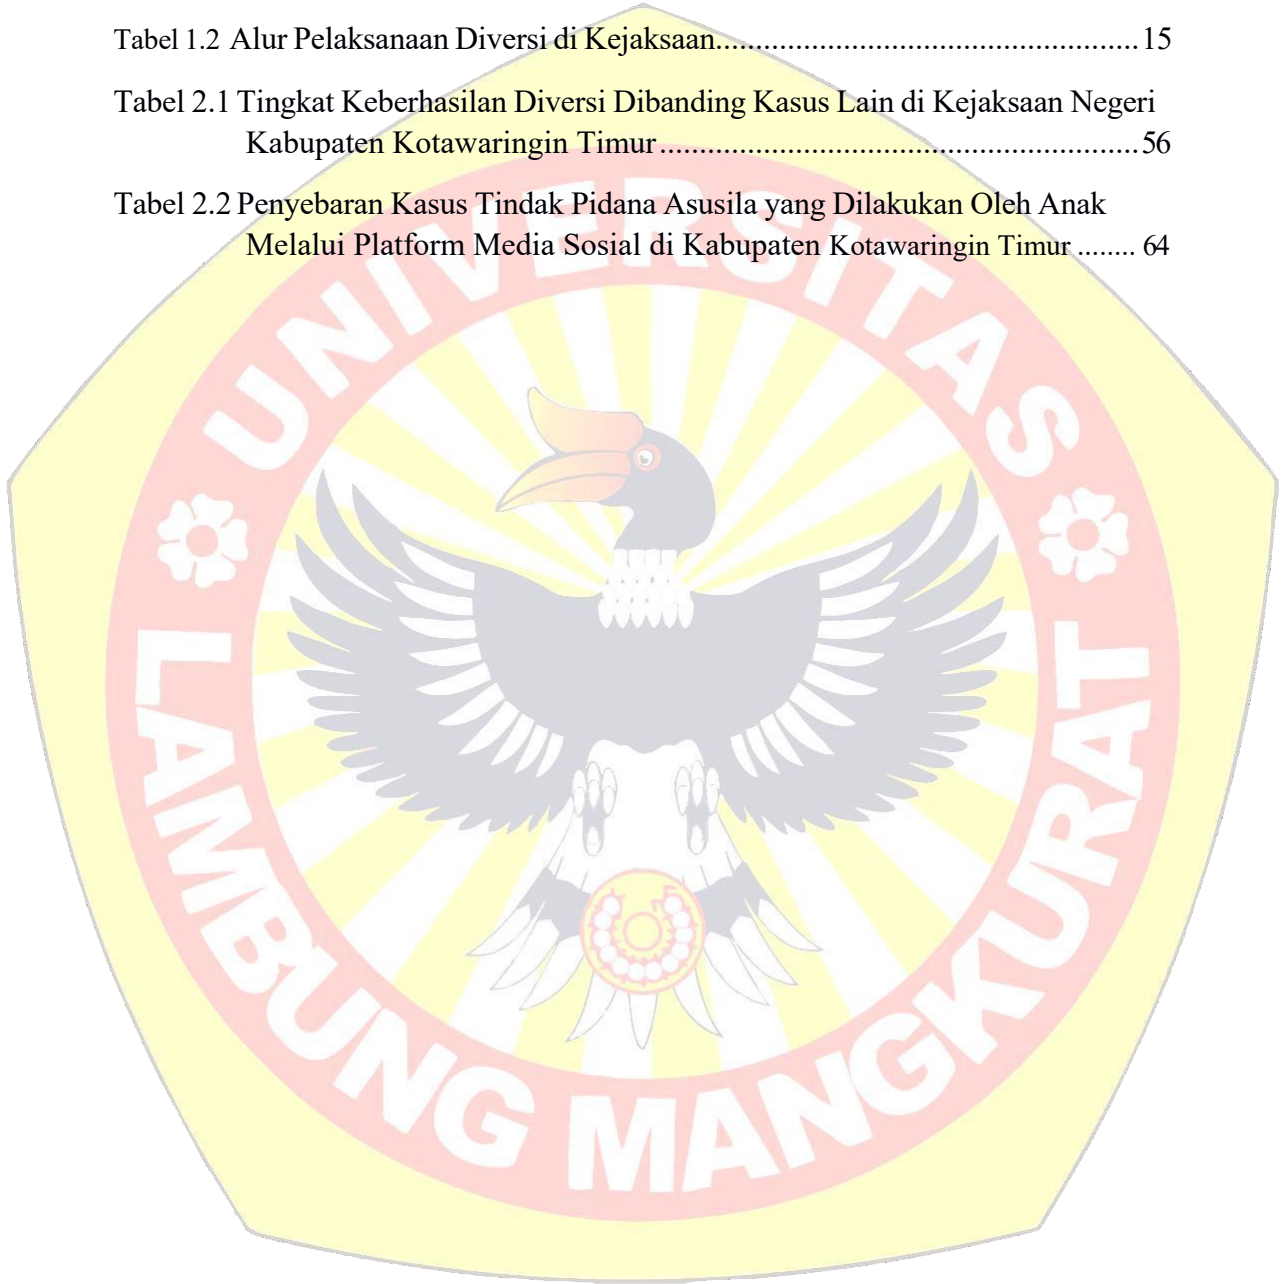 Tabel 1.2 Alur Pelaksanaan Diversi di Kejaksaan................................................... 15
Tabel 2.1 Tingkat Keberhasilan Diversi Dibanding Kasus Lain di Kejaksaan Negeri
Kabupaten Kotawaringin Timur.......................................................... 56
Tabel 2.2 Penyebaran Kasus Tindak Pidana Asusila yang Dilakukan Oleh Anak
Melalui Platform Media Sosial di Kabupaten Kotawaringin Timur ........ 64
UNIVERSITAS
LAMBUNG MANGKURAT